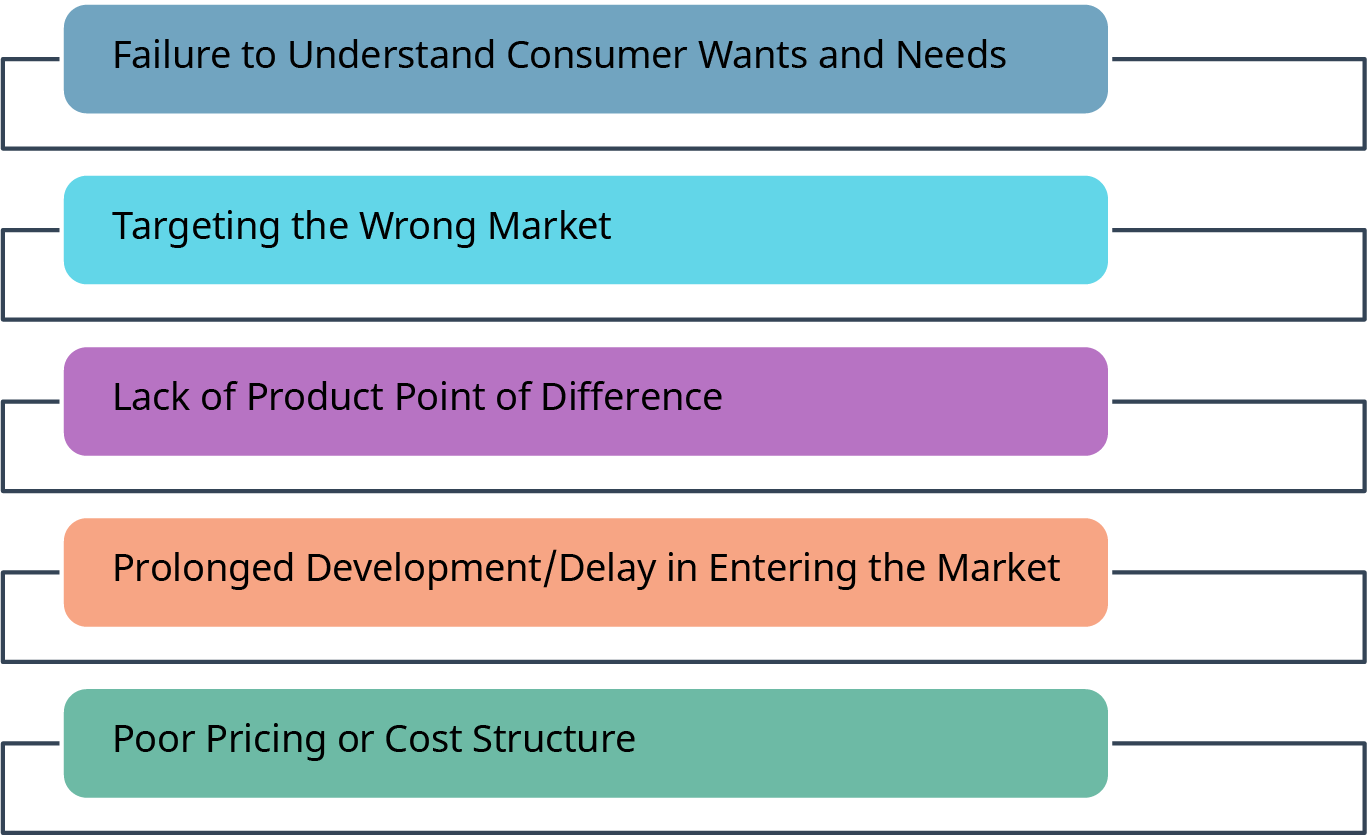 Failure to Understand Consumer Wants and Needs
Targeting the Wrong Market
Lack of Product Point of Difference
Prolonged Development/Delay in Entering the Market
Poor Pricing or Cost Structure